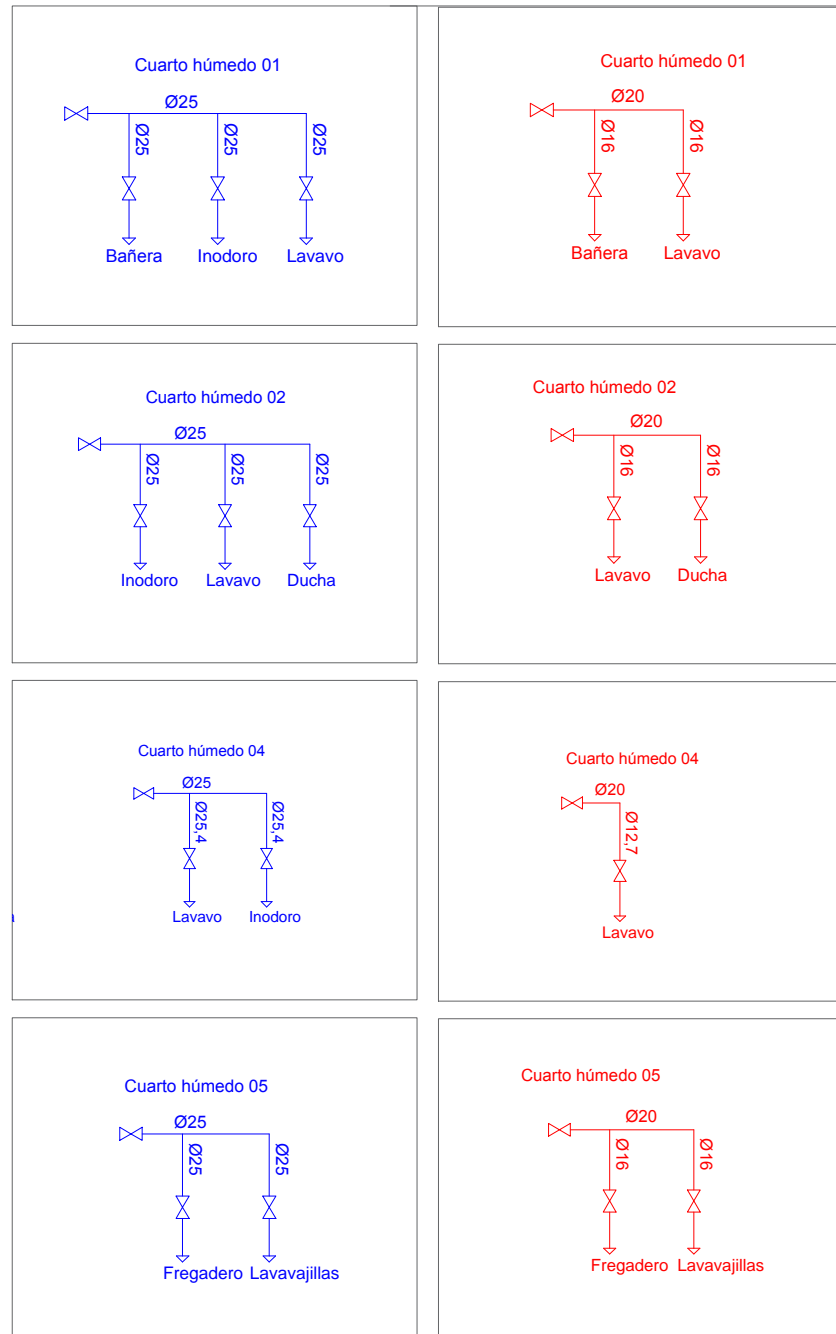 Cuarto húmedo 01
Ø25
Ø25
Ø25
Ø25
Bañera
Inodoro
Lavavo
Cuarto húmedo 01
Ø20
Ø16
Ø16
Bañera
Lavavo
Cuarto húmedo 02
Ø25
Ø25
Ø25
Ø25
Inodoro
Lavavo
Ducha
Cuarto húmedo 02
Ø20
Ø16
Ø16
Lavavo
Ducha
Cuarto húmedo 04
Ø25
Ø25,4
Ø25,4
Lavavo
Inodoro
Cuarto húmedo 04
Ø20
Ø12,7
Lavavo
Cuarto húmedo 05
Ø25
Ø25
Ø25
Fregadero
Lavavajillas
Cuarto húmedo 05
Ø20
Ø16
Ø16
Fregadero
Lavavajillas